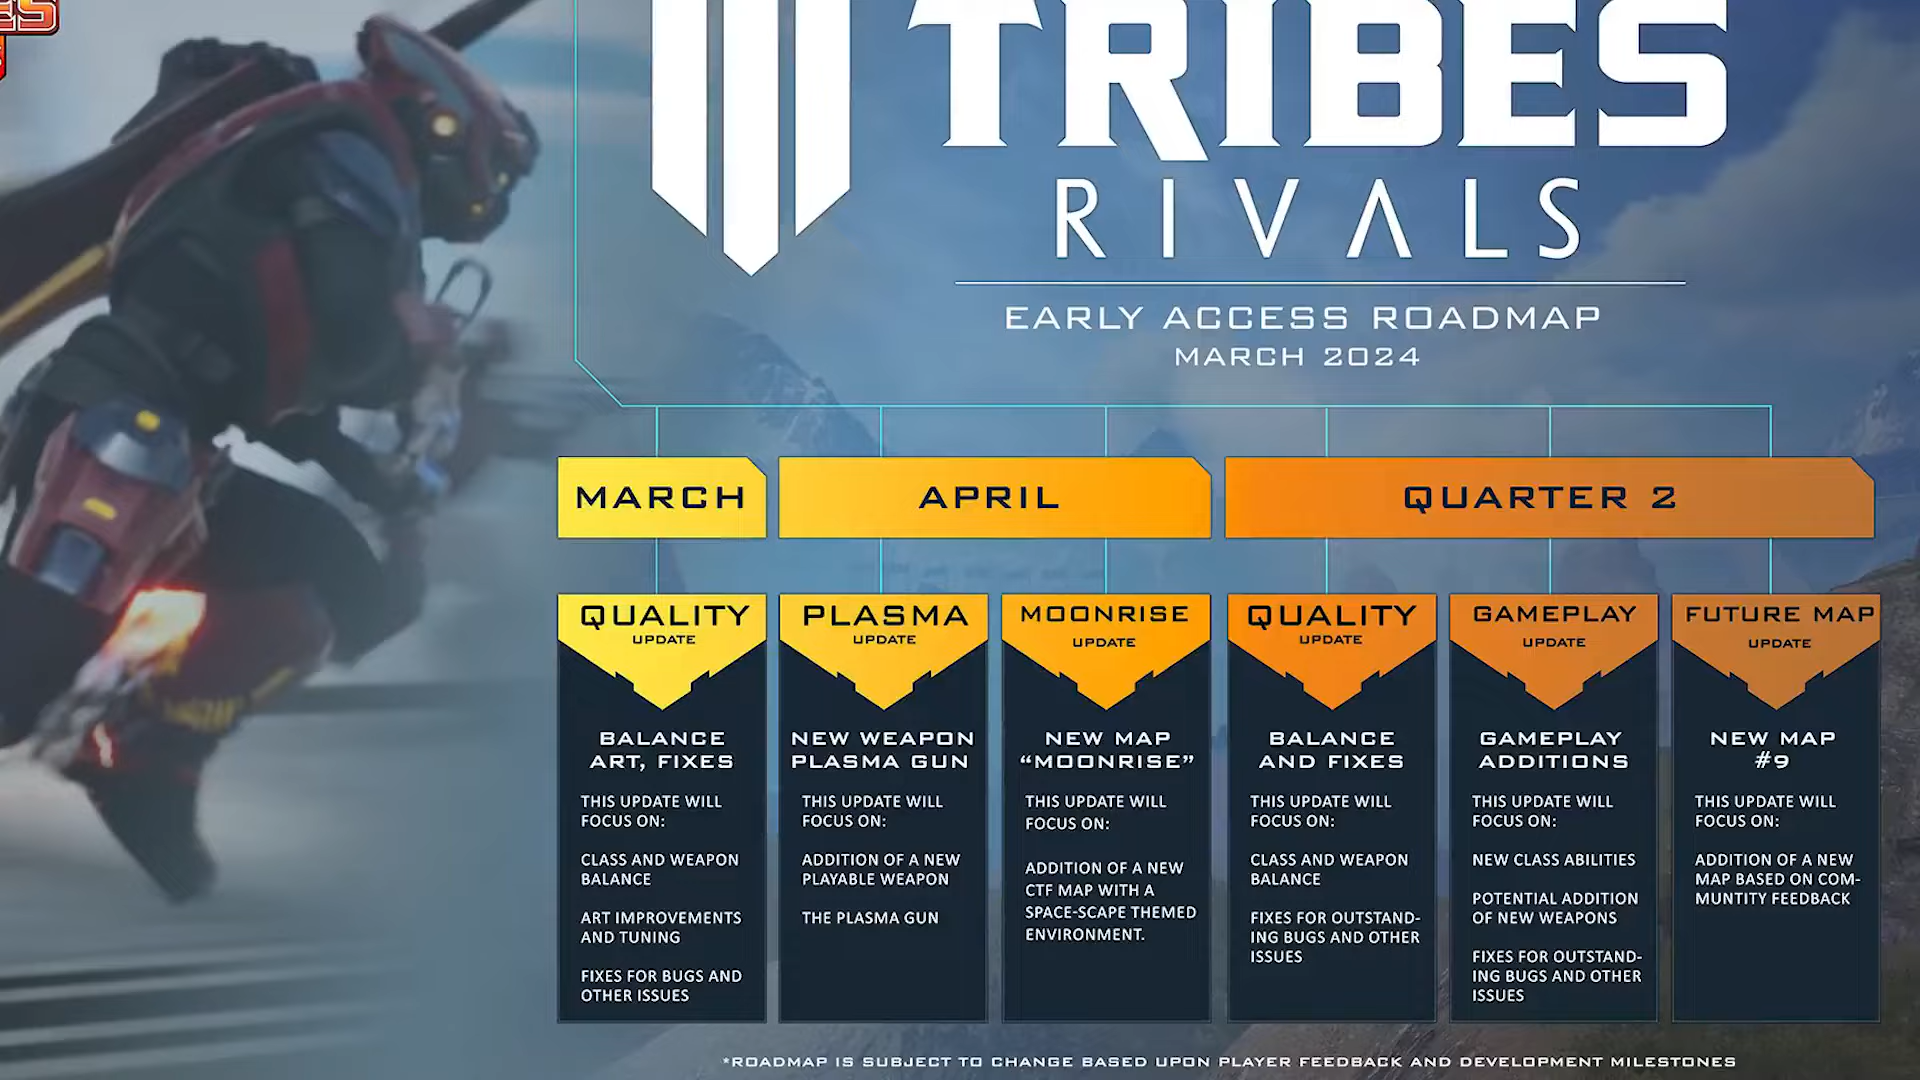 ES
TRIBES
RIVALS
EARLY ACCESS ROADMAP
MARCH 2024
MARCH
APRIL
QUARTER 2
QUALITY
UPDATE
BALANCE
ART, FIXES
THIS UPDATE WILL
FOCUS ON:
CLASS AND WEAPON
BALANCE
ART IMPROVEMENTS
AND TUNING
FIXES FOR BUGS AND
OTHER ISSUES
PLASMA
UPDATE
NEW WEAPON
PLASMA GUN
THIS UPDATE WILL
FOCUS ON:
ADDITION OF A NEW
PLAYABLE WEAPON
THE PLASMA GUN
MOONRISE
UPDATE
NEW MAP
“MOONRISE”
THIS UPDATE WILL
FOCUS ON:
ADDITION OF A NEW
CTF MAP WITH A
SPACE-SCAPE THEMED
ENVIRONMENT.
QUALITY
UPDATE
BALANCE
AND FIXES
THIS UPDATE WILL
FOCUS ON:
CLASS AND WEAPON
BALANCE
FIXES FOR OUTSTAND-
ING BUGS AND OTHER
ISSUES
GAMEPLAY
UPDATE
GAMEPLAY
ADDITIONS
THIS UPDATE WILL
FOCUS ON:
NEW CLASS ABILITIES
POTENTIAL ADDITION
OF NEW WEAPONS
FIXES FOR OUTSTAND-
ING BUGS AND OTHER
ISSUES
FUTURE MAP
UPDATE
NEW MAP
#9
THIS UPDATE WILL
FOCUS ON:
ADDITION OF A NEW
MAP BASED ON COM-
MUNTITY FEEDBACK
*ROADMAP IS SUBJECT TO CHANGE BASED UPON PLAYER FEEDBACK AND DEVELOPMENT MILESTONES